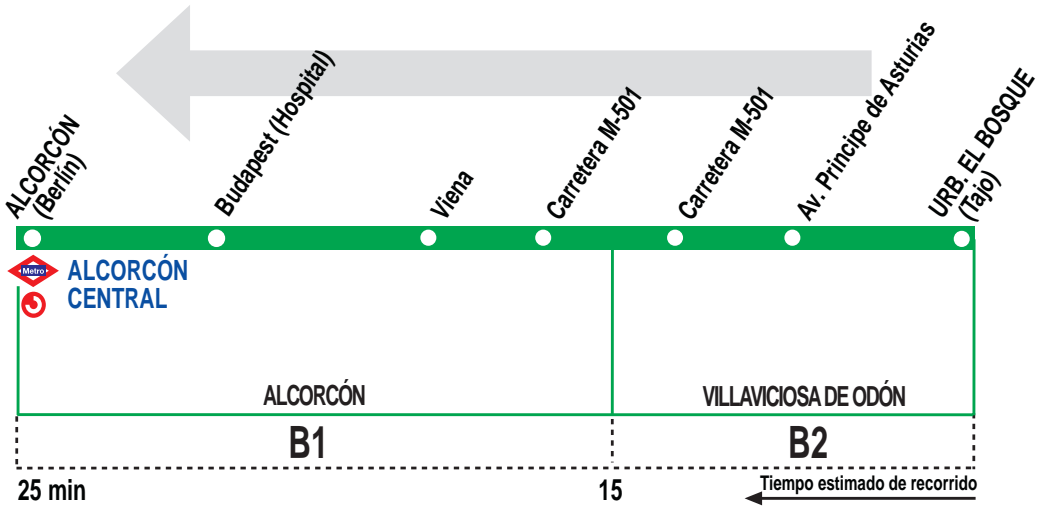 ALCORCÓN
(Berlín)
Budapest (Hospital)
Viena
Carretera M-501
Carretera M-501
Av. Principe de Asturias
URB. EL BOSQUE
(Tajo)
Metro
ALCORCÓN
CENTRAL
ALCORCÓN
VILLAVICIOSA DE ODÓN
B1
B2
25 min
15
Tiempo estimado de recorrido